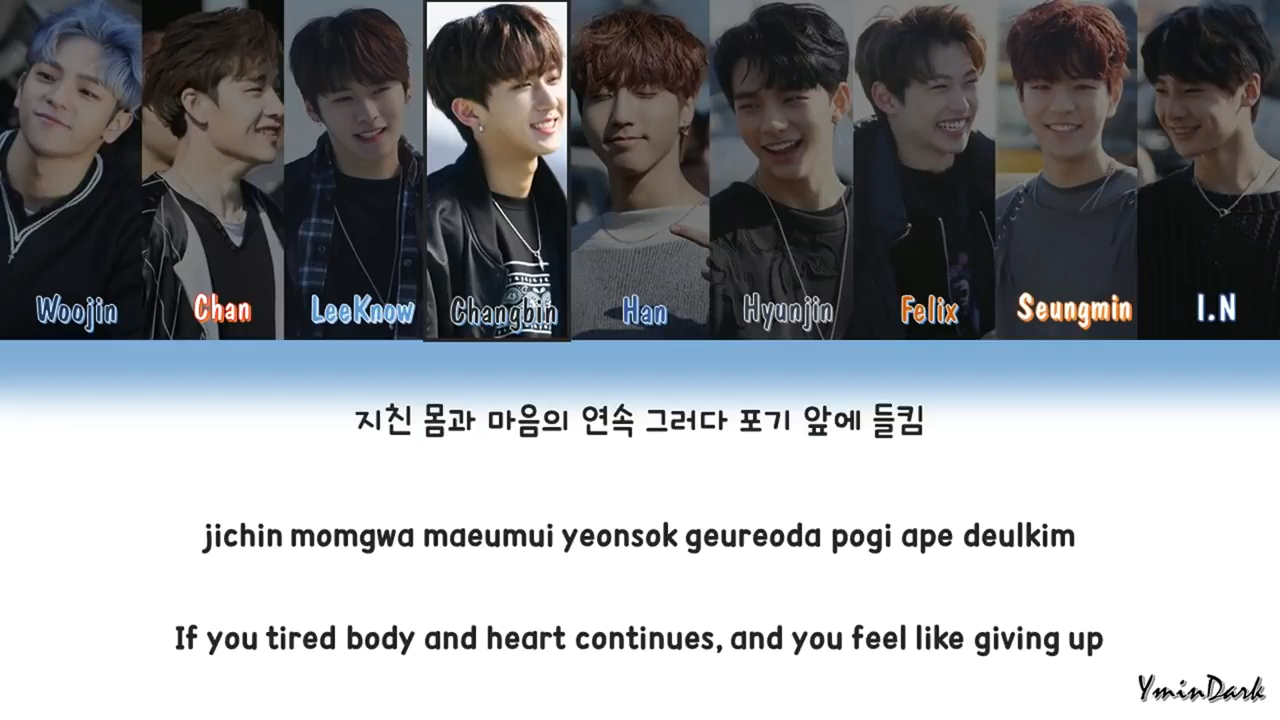 Woojin Chan LeeKnow Changbin Han Hyunjin Felix Seungmin I.N
지친 몸과 마음의 연속 그러다 포기 앞에 들킴
jichin momgwa maeumui yeonsok geureoda pogi ape deulkim
If you tired body and heart continues, and you feel like giving up
YminDark